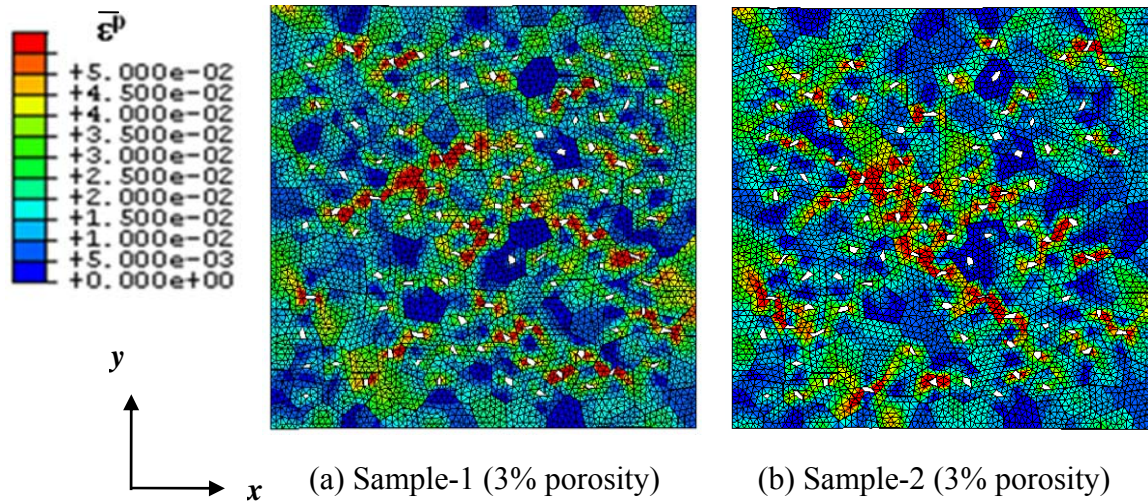 ε̄ᵖ
+5.000e-02
+4.500e-02
+4.000e-02
+3.500e-02
+3.000e-02
+2.500e-02
+2.000e-02
+1.500e-02
+1.000e-02
+5.000e-03
+0.000e+00
y
x
(a) Sample-1 (3% porosity)
(b) Sample-2 (3% porosity)